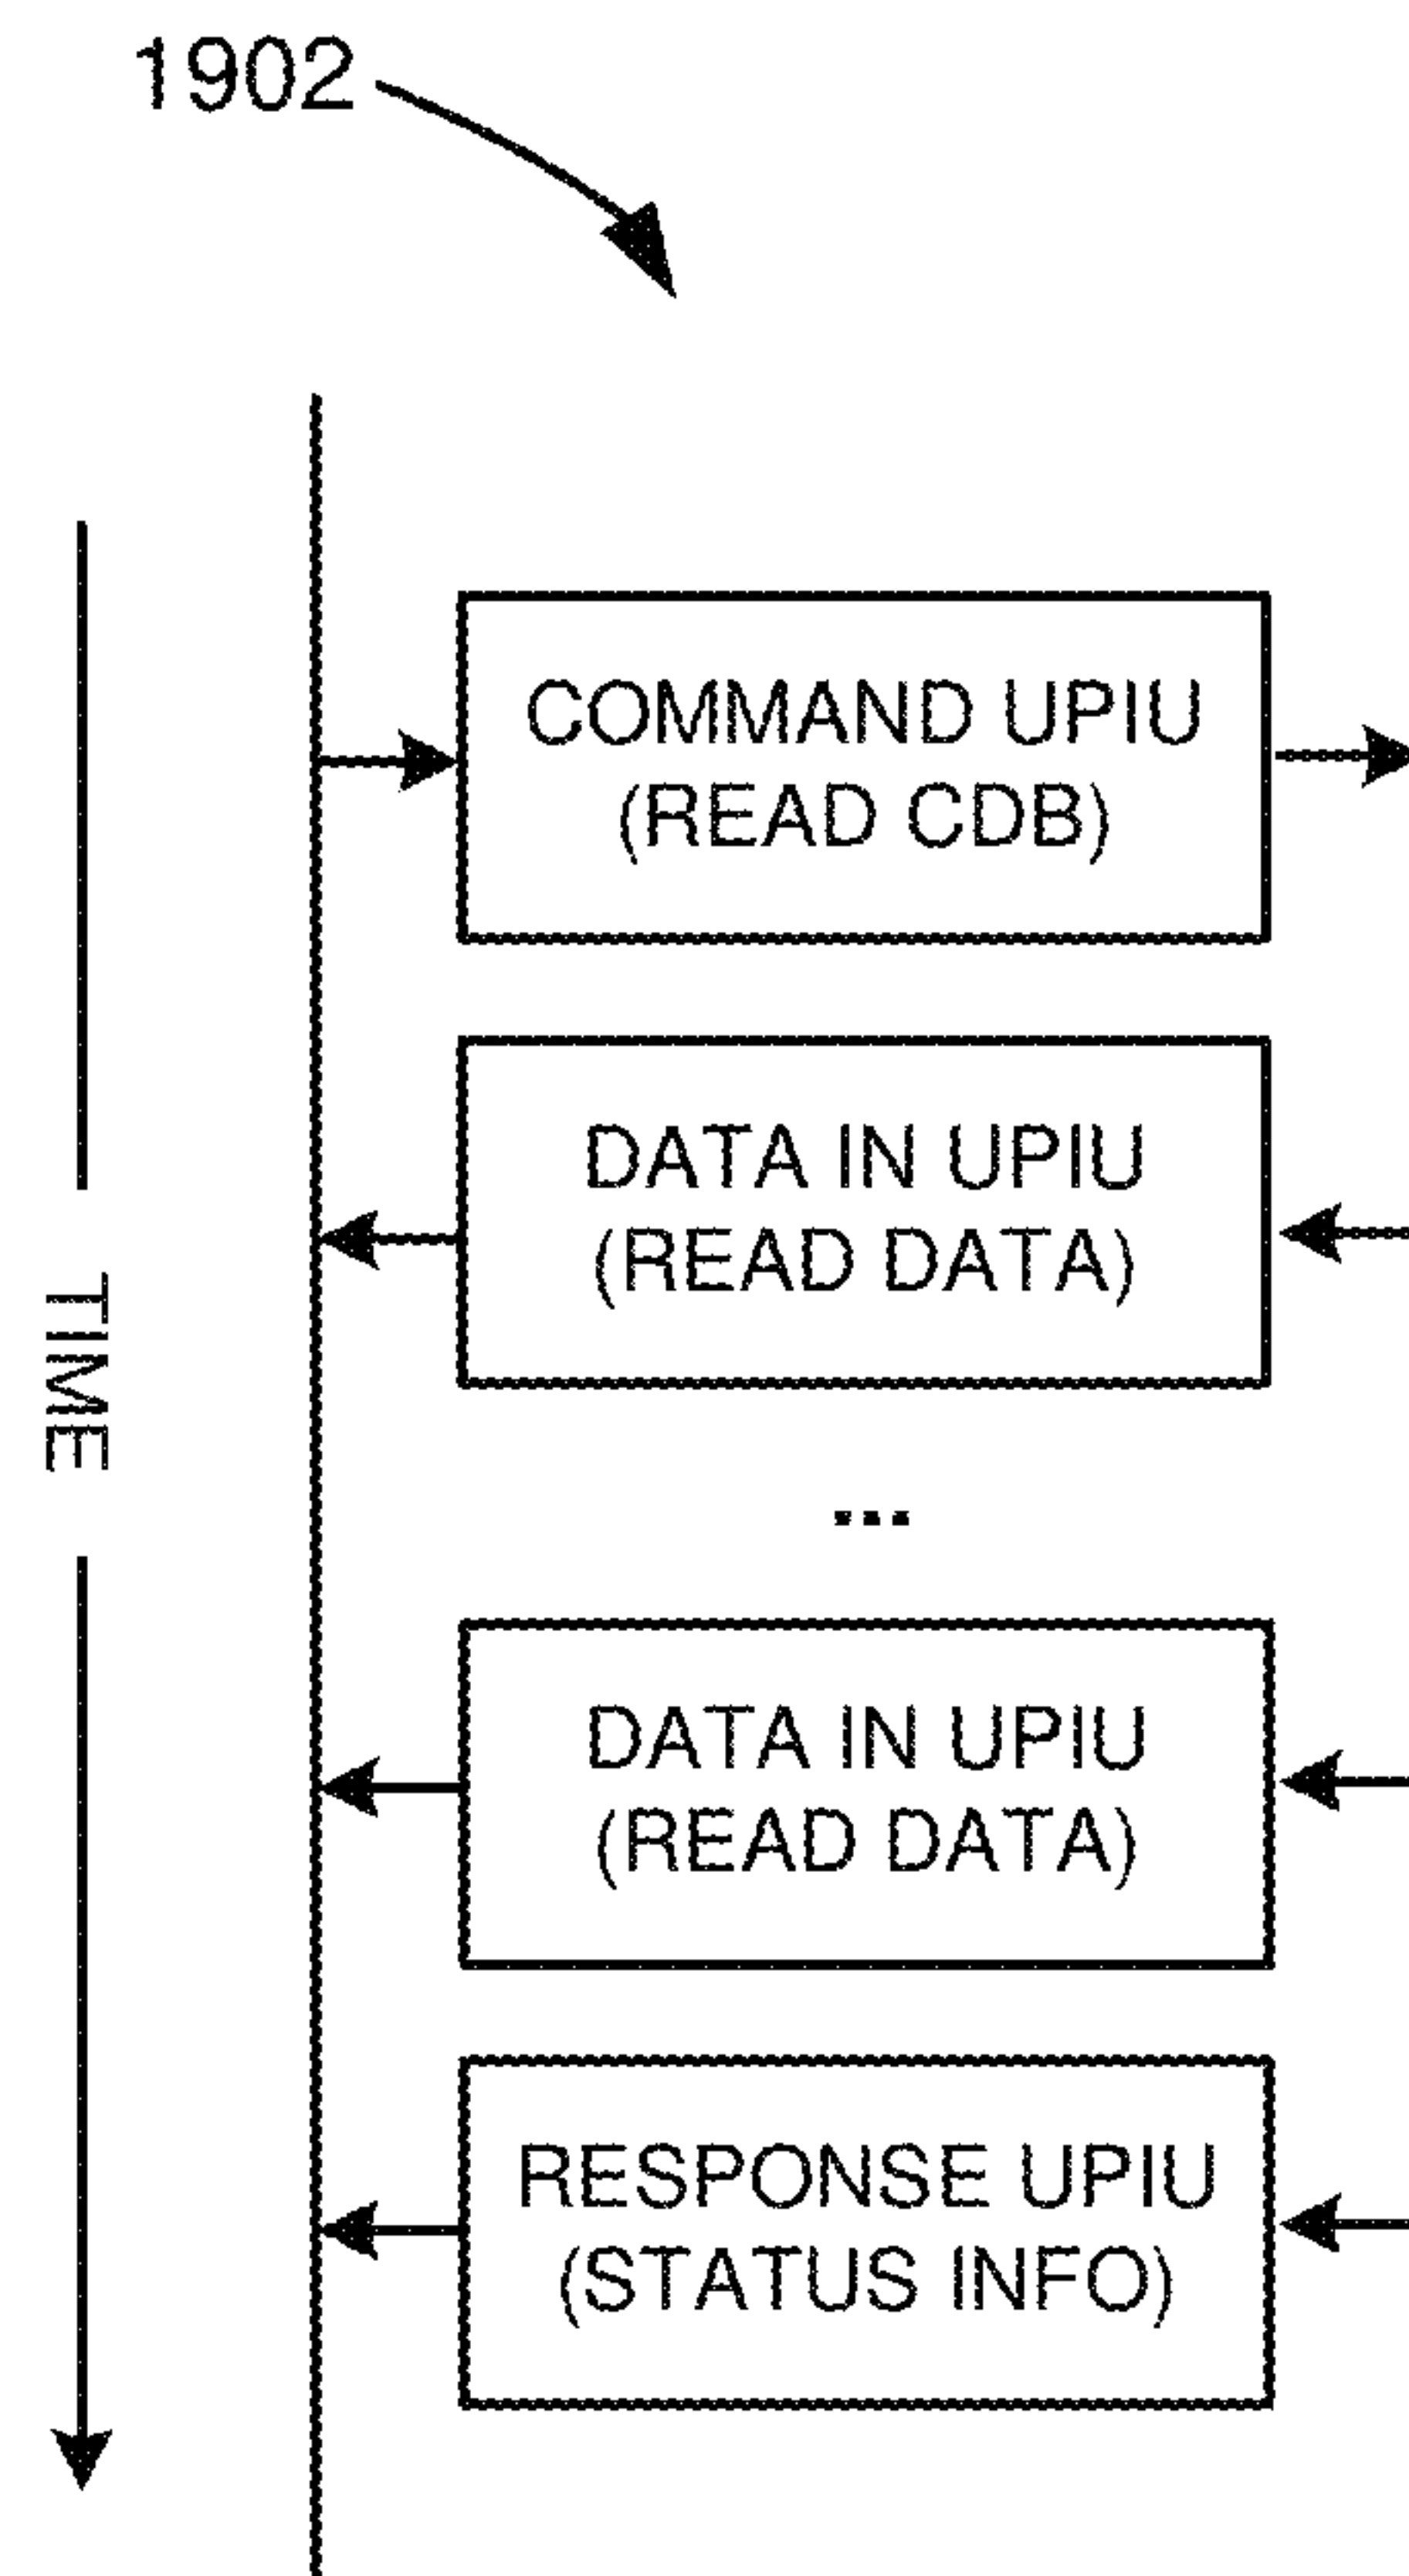 1902
COMMAND UPIU
(READ CDB)
DATA IN UPIU
(READ DATA)
TIME
...
DATA IN UPIU
(READ DATA)
RESPONSE UPIU
(STATUS INFO)